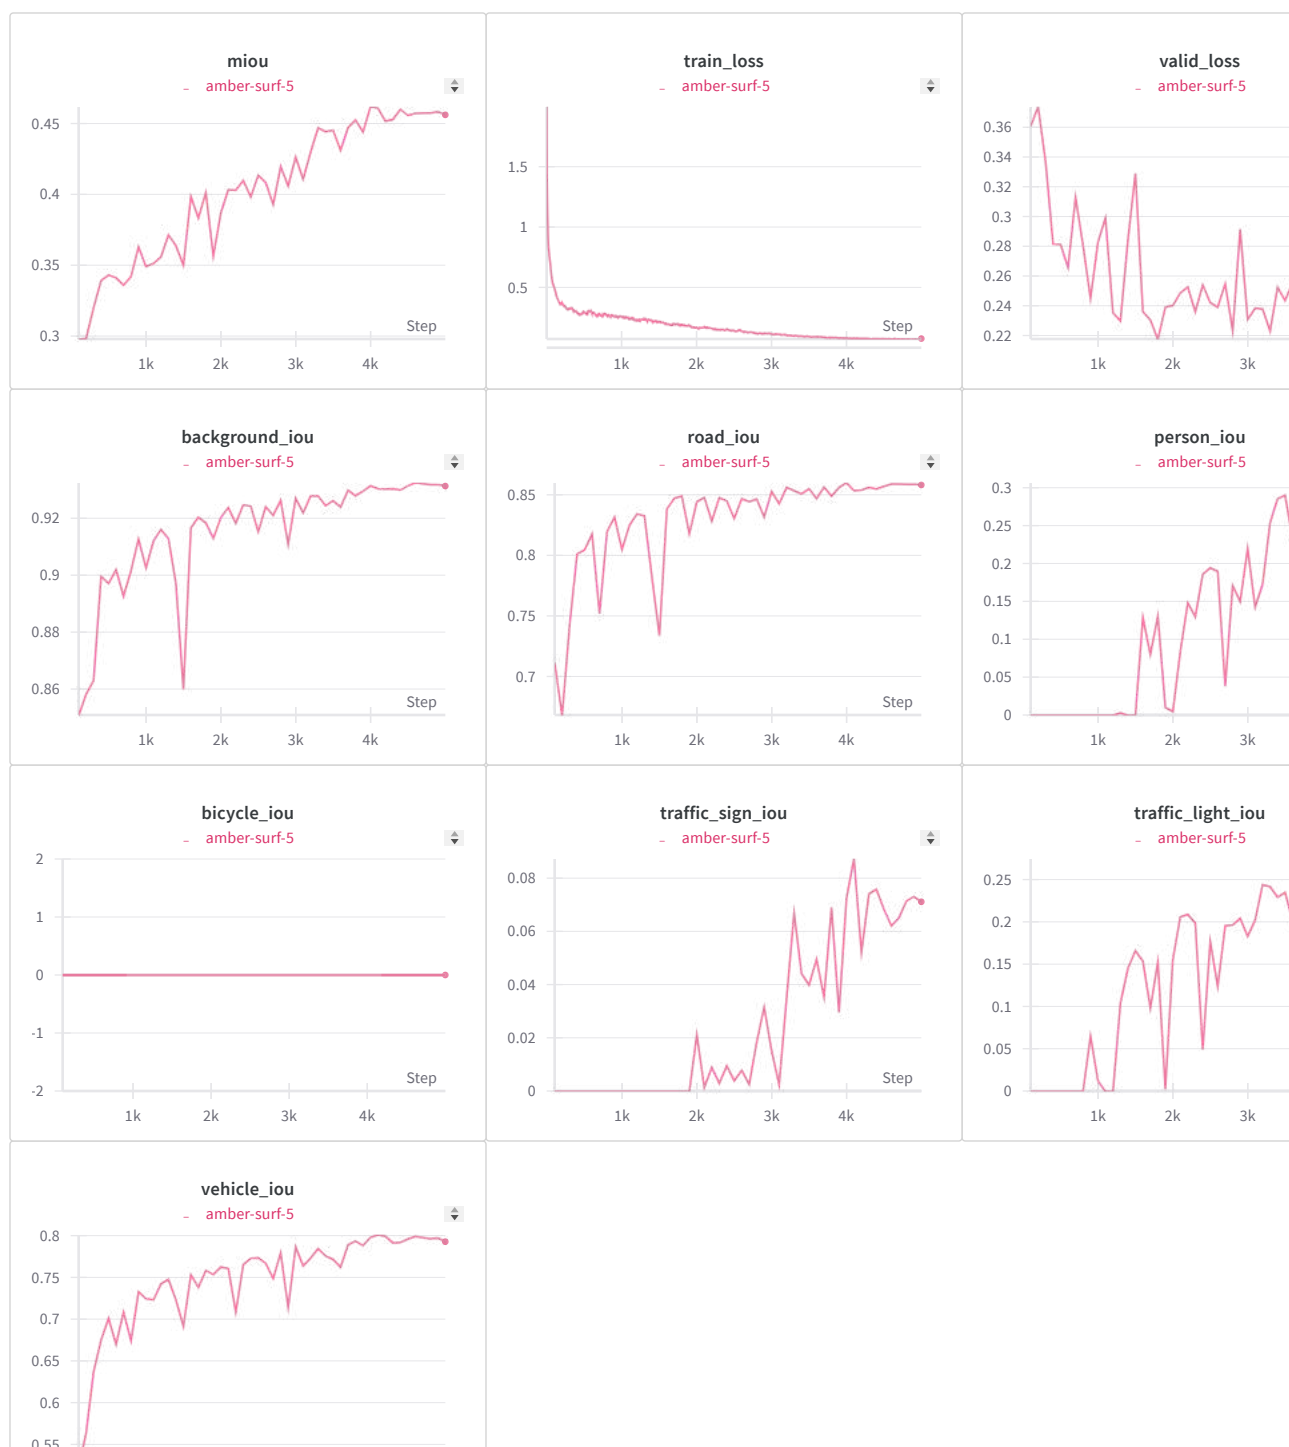 miou
amber-surf-5
0.45
0.4
0.35
0.3
Step
1k 2k 3k 4k
train_loss
amber-surf-5
1.5
1
0.5
Step
1k 2k 3k 4k
valid_loss
amber-surf-5
0.36
0.34
0.32
0.3
0.28
0.26
0.24
0.22
1k 3k
background_iou
amber-surf-5
0.92
0.9
0.88
0.86
Step
1k 2k 3k 4k
road_iou
amber-surf-5
0.85
0.8
0.75
0.7
Step
1k 2k 3k 4k
person_iou
amber-surf-5
0.3
0.25
0.2
0.15
0.1
0.05
0
1k 2k 3k
bicycle_iou
amber-surf-5
2
1
0
-1
-2
Step
1k 2k 3k 4k
traffic_sign_iou
amber-surf-5
0.08
0.06
0.04
0.02
0
Step
1k 2k 3k 4k
traffic_light_iou
amber-surf-5
0.25
0.2
0.15
0.1
0.05
0
1k 2k 3k
vehicle_iou
amber-surf-5
0.8
0.75
0.7
0.65
0.6
0.55